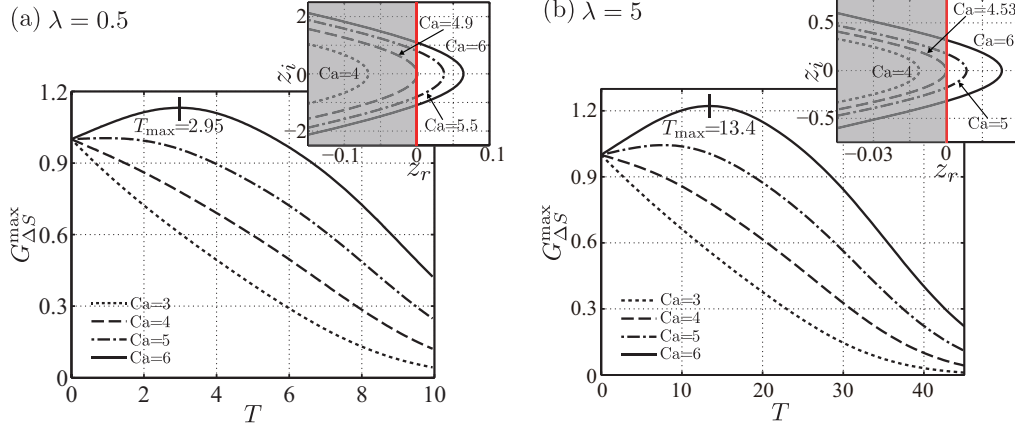 (a) λ = 0.5
2
0
−2
z_i
Ca=4.9
Ca=6
Ca=4
Ca=5.5
−0.1
0
0.1
z_r
1.2
0.9
0.6
0.3
0
G^max_ΔS
T_max=2.95
Ca=3
Ca=4
Ca=5
Ca=6
0
2
4
6
8
10
T
(b) λ = 5
0.5
0
−0.5
z_i
Ca=4.53
Ca=6
Ca=4
Ca=5
−0.03
0
z_r
1.2
0.9
0.6
0.3
0
G^max_ΔS
T_max=13.4
Ca=3
Ca=4
Ca=5
Ca=6
0
10
20
30
40
T